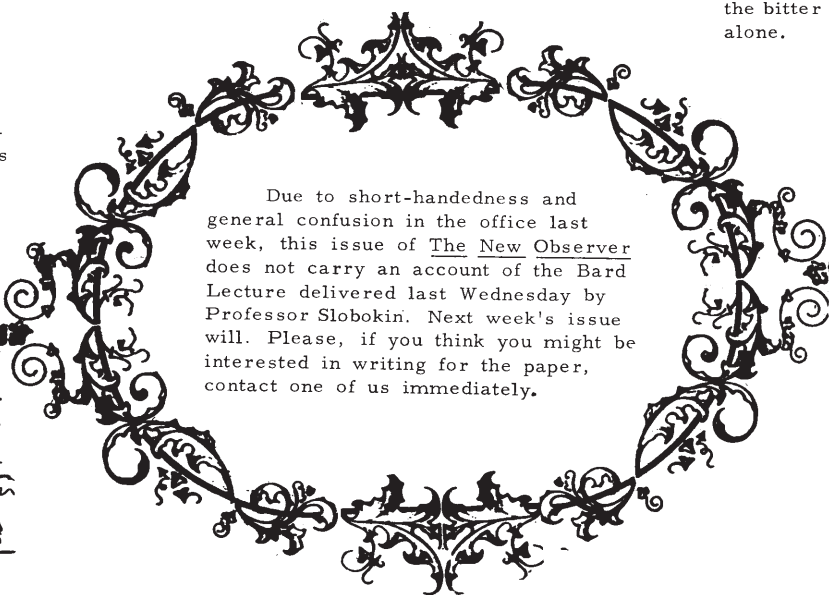 the bitter
alone.
s
Due to short-handedness and
general confusion in the office last
week, this issue of The New Observer
does not carry an account of the Bard
Lecture delivered last Wednesday by
Professor Slobokin. Next week's issue
will. Please, if you think you might be
interested in writing for the paper,
contact one of us immediately.